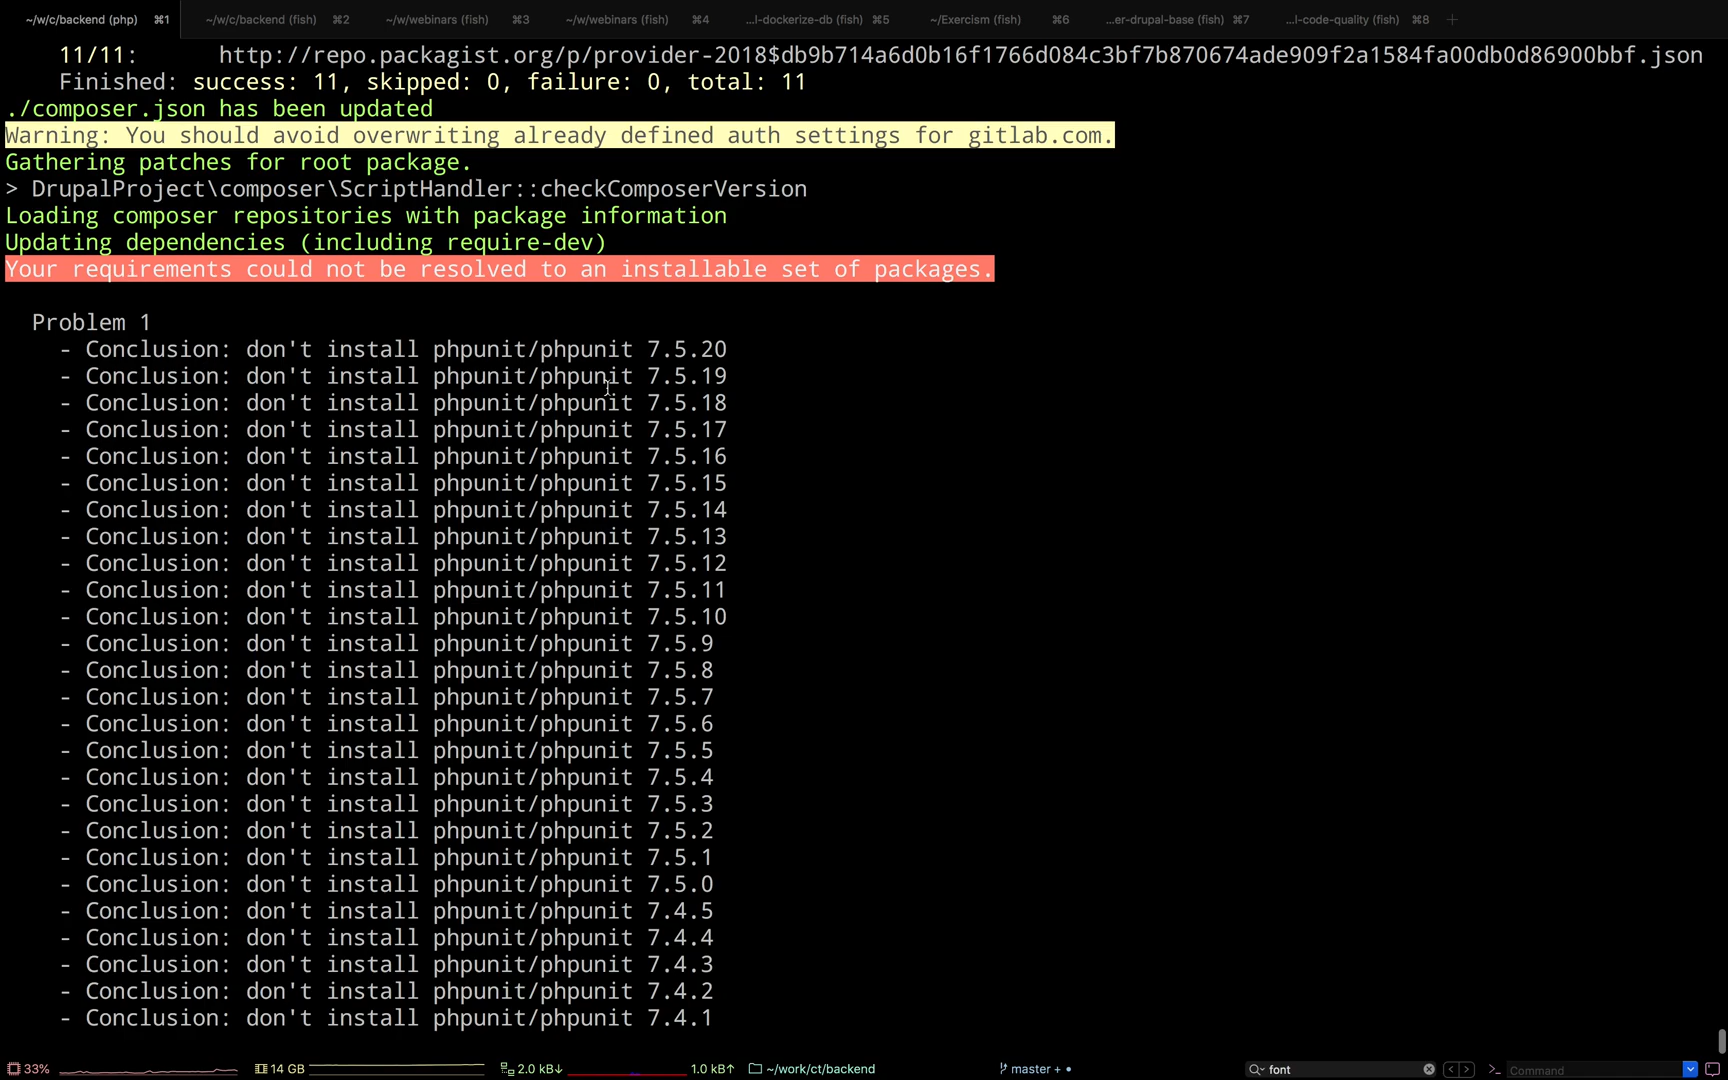 ~/w/c/backend (php) ⌘1 ~/w/c/backend (fish) ⌘2 ~/w/webinars (fish) ⌘3 ~/w/webinars (fish) ⌘4 ...l-dockerize-db (fish) ⌘5 ~/Exercism (fish) ⌘6 ...er-drupal-base (fish) ⌘7 ...l-code-quality (fish) ⌘8 +
11/11: http://repo.packagist.org/p/provider-2018$db9b714a6d0b16f1766d084c3bf7b870674ade909f2a1584fa00db0d86900bbf.json
Finished: success: 11, skipped: 0, failure: 0, total: 11
./composer.json has been updated
Warning: You should avoid overwriting already defined auth settings for gitlab.com.
Gathering patches for root package.
> DrupalProject\composer\ScriptHandler::checkComposerVersion
Loading composer repositories with package information
Updating dependencies (including require-dev)
Your requirements could not be resolved to an installable set of packages.
Problem 1
- Conclusion: don't install phpunit/phpunit 7.5.20
- Conclusion: don't install phpunit/phpunit 7.5.19
- Conclusion: don't install phpunit/phpunit 7.5.18
- Conclusion: don't install phpunit/phpunit 7.5.17
- Conclusion: don't install phpunit/phpunit 7.5.16
- Conclusion: don't install phpunit/phpunit 7.5.15
- Conclusion: don't install phpunit/phpunit 7.5.14
- Conclusion: don't install phpunit/phpunit 7.5.13
- Conclusion: don't install phpunit/phpunit 7.5.12
- Conclusion: don't install phpunit/phpunit 7.5.11
- Conclusion: don't install phpunit/phpunit 7.5.10
- Conclusion: don't install phpunit/phpunit 7.5.9
- Conclusion: don't install phpunit/phpunit 7.5.8
- Conclusion: don't install phpunit/phpunit 7.5.7
- Conclusion: don't install phpunit/phpunit 7.5.6
- Conclusion: don't install phpunit/phpunit 7.5.5
- Conclusion: don't install phpunit/phpunit 7.5.4
- Conclusion: don't install phpunit/phpunit 7.5.3
- Conclusion: don't install phpunit/phpunit 7.5.2
- Conclusion: don't install phpunit/phpunit 7.5.1
- Conclusion: don't install phpunit/phpunit 7.5.0
- Conclusion: don't install phpunit/phpunit 7.4.5
- Conclusion: don't install phpunit/phpunit 7.4.4
- Conclusion: don't install phpunit/phpunit 7.4.3
- Conclusion: don't install phpunit/phpunit 7.4.2
- Conclusion: don't install phpunit/phpunit 7.4.1
33% 14 GB 2.0 kB↓ 1.0 kB↑ ~/work/ct/backend master + • font >_ Command